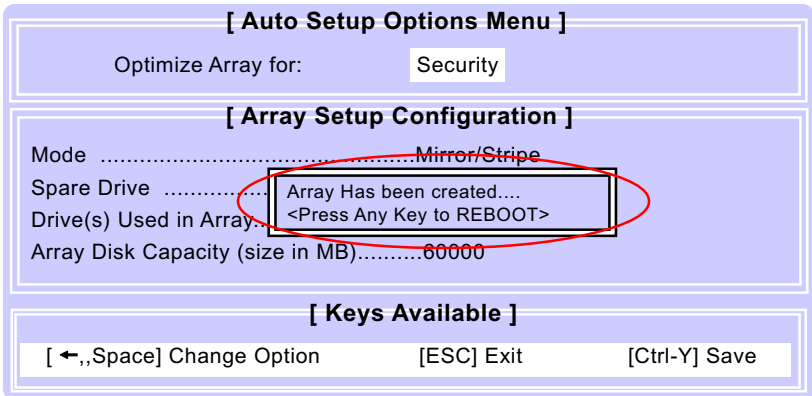 [ Auto Setup Options Menu ]
Optimize Array for: Security
[ Array Setup Configuration ]
Mode ................................................Mirror/Stripe
Spare Drive ................
Drive(s) Used in Array..
Array Has been created....
<Press Any Key to REBOOT>
Array Disk Capacity (size in MB)..........60000
[ Keys Available ]
[ ←,,Space] Change Option [ESC] Exit [Ctrl-Y] Save